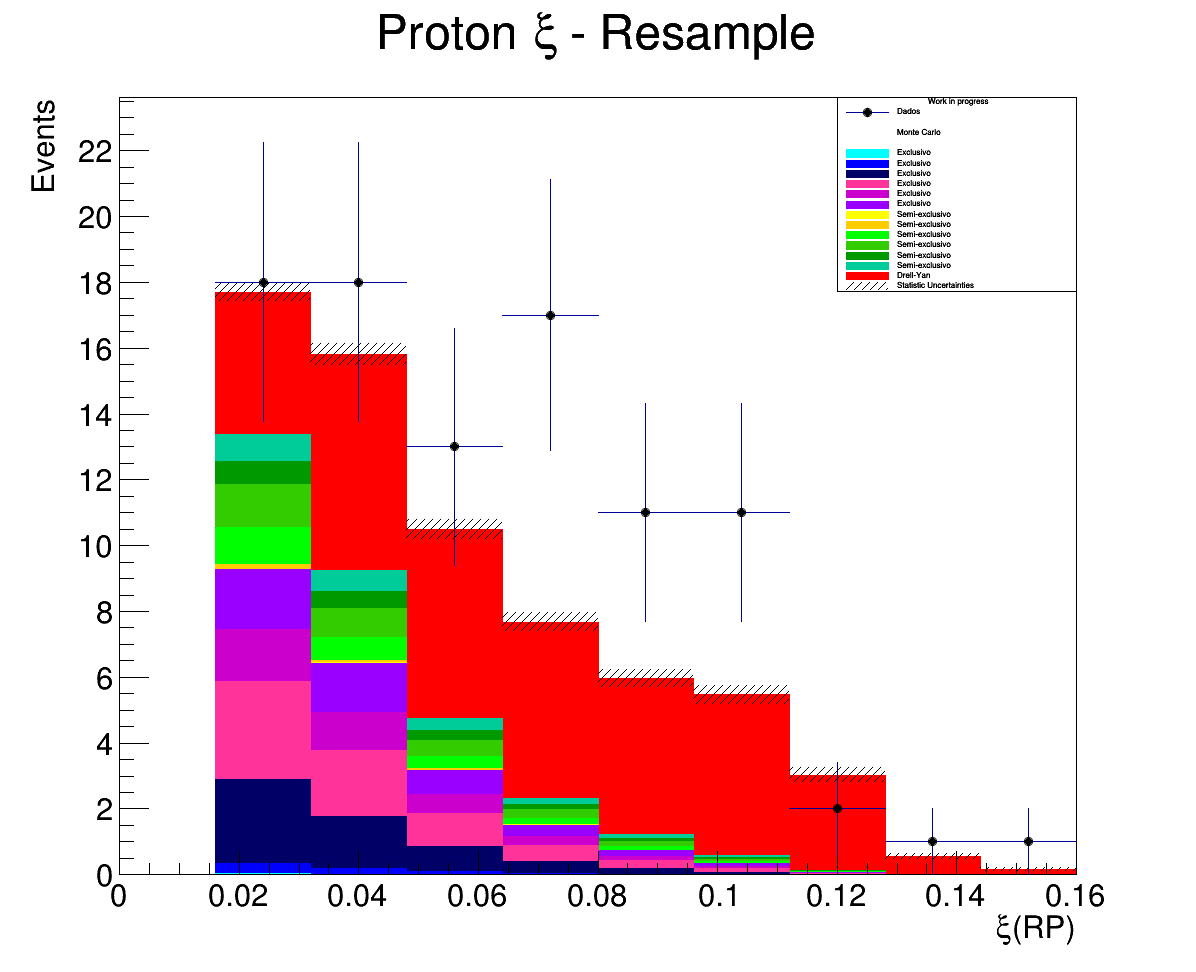 Proton ξ - Resample
Events
22
20
18
16
14
12
10
8
6
4
2
0
0 0.02 0.04 0.06 0.08 0.1 0.12 0.14 0.16
ξ(RP)
Work in progress
Dados
Monte Carlo
Exclusivo
Exclusivo
Exclusivo
Exclusivo
Exclusivo
Exclusivo
Semi-exclusivo
Semi-exclusivo
Semi-exclusivo
Semi-exclusivo
Semi-exclusivo
Semi-exclusivo
Drell-Yan
Statistic Uncertainties